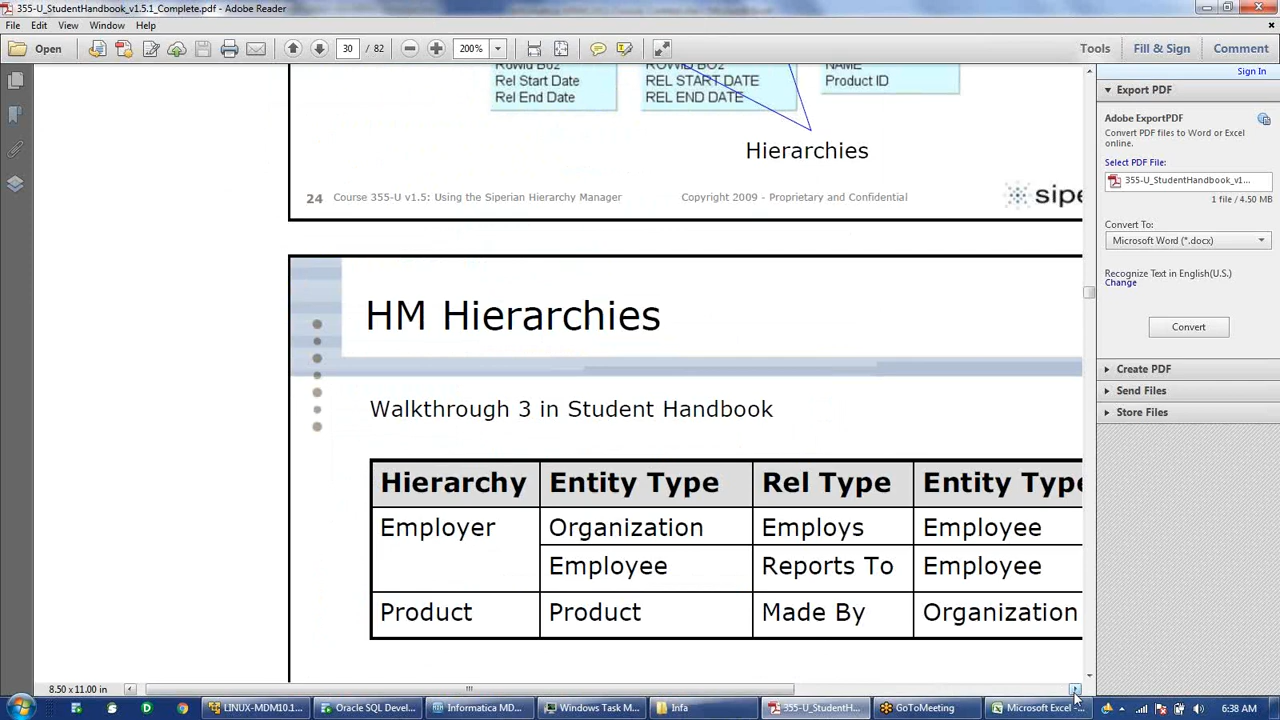 355-U_StudentHandbook_v1.5.1_Complete.pdf - Adobe Reader
File Edit View Window Help
Open 30 / 82 200% Tools Fill & Sign Comment
Sign In
Rowid Bo2 ROWID BO2 NAME
Rel Start Date REL START DATE Product ID
Rel End Date REL END DATE
Hierarchies
24 Course 355-U v1.5: Using the Siperian Hierarchy Manager Copyright 2009 - Proprietary and Confidential
HM Hierarchies
Walkthrough 3 in Student Handbook
Hierarchy Entity Type Rel Type Entity Type
Employer Organization Employs Employee
Employee Reports To Employee
Product Product Made By Organization
Export PDF
Adobe ExportPDF
Convert PDF files to Word or Excel
online.
Select PDF File:
355-U_StudentHandbook_v1...
1 file / 4.50 MB
Convert To:
Microsoft Word (*.docx)
Recognize Text in English(U.S.)
Change
Convert
Create PDF
Send Files
Store Files
8.50 x 11.00 in
LINUX-MDM10.1... Oracle SQL Devel... Informatica MD... Windows Task M... Infa 355-U_StudentH... GoToMeeting Microsoft Excel -... 6:38 AM